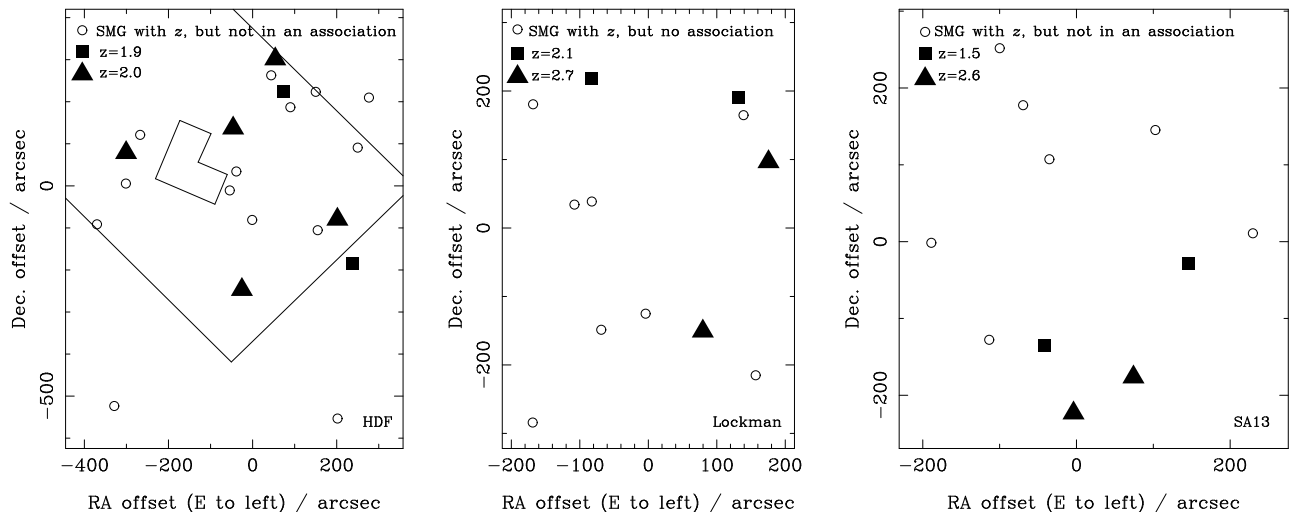 SMG with z, but not in an association
z=1.9
z=2.0
0
−500
Dec. offset / arcsec
HDF
−400 −200 0 200
RA offset (E to left) / arcsec
SMG with z, but no association
z=2.1
z=2.7
200
0
−200
Dec. offset / arcsec
Lockman
−200 −100 0 100 200
RA offset (E to left) / arcsec
SMG with z, but not in an association
z=1.5
z=2.6
200
0
−200
Dec. offset / arcsec
SA13
−200 0 200
RA offset (E to left) / arcsec